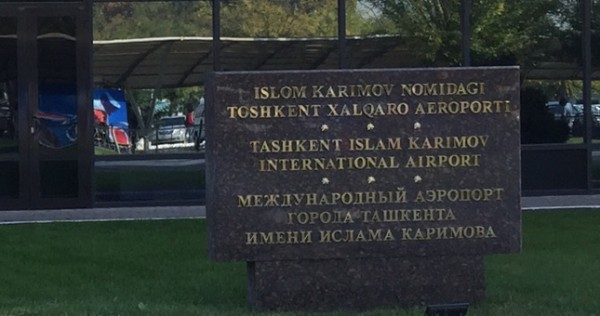 ISLOM KARIMOV NOMIDAGI
TOSHKENT XALQARO AEROPORTI
TASHKENT ISLAM KARIMOV
INTERNATIONAL AIRPORT
МЕЖДУНАРОДНЫЙ АЭРОПОРТ
ГОРОДА ТАШКЕНТА
ИМЕНИ ИСЛАМА КАРИМОВА